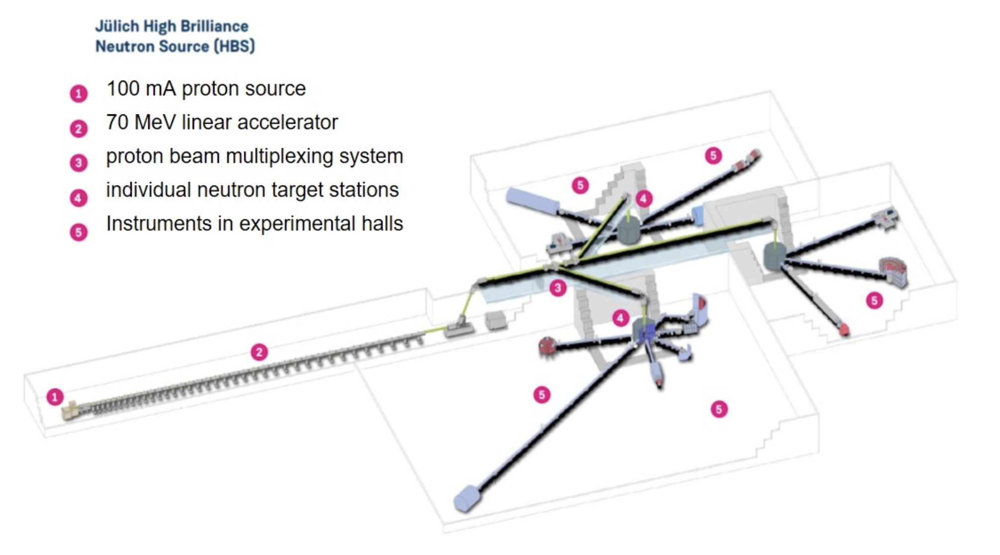 Jülich High Brilliance
Neutron Source (HBS)
1 100 mA proton source
2 70 MeV linear accelerator
3 proton beam multiplexing system
4 individual neutron target stations
5 Instruments in experimental halls
5
5
4
3
5
4
2
1
5
5